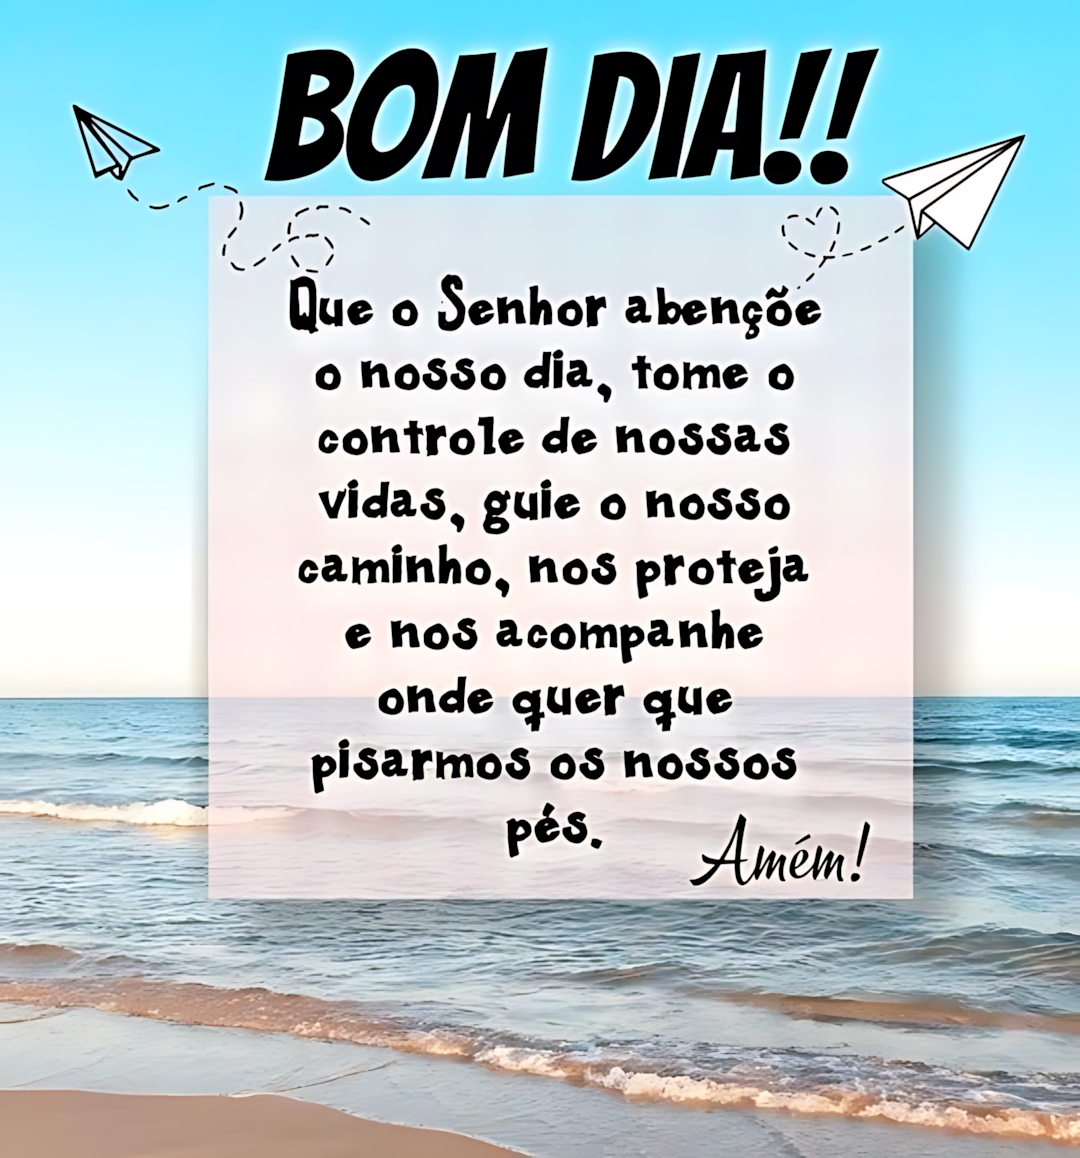 BOM DIA!!
Que o Senhor abençõe
o nosso dia, tome o
controle de nossas
vidas, guie o nosso
caminho, nos proteja
e nos acompanhe
onde quer que
pisarmos os nossos
pés.
Amém!